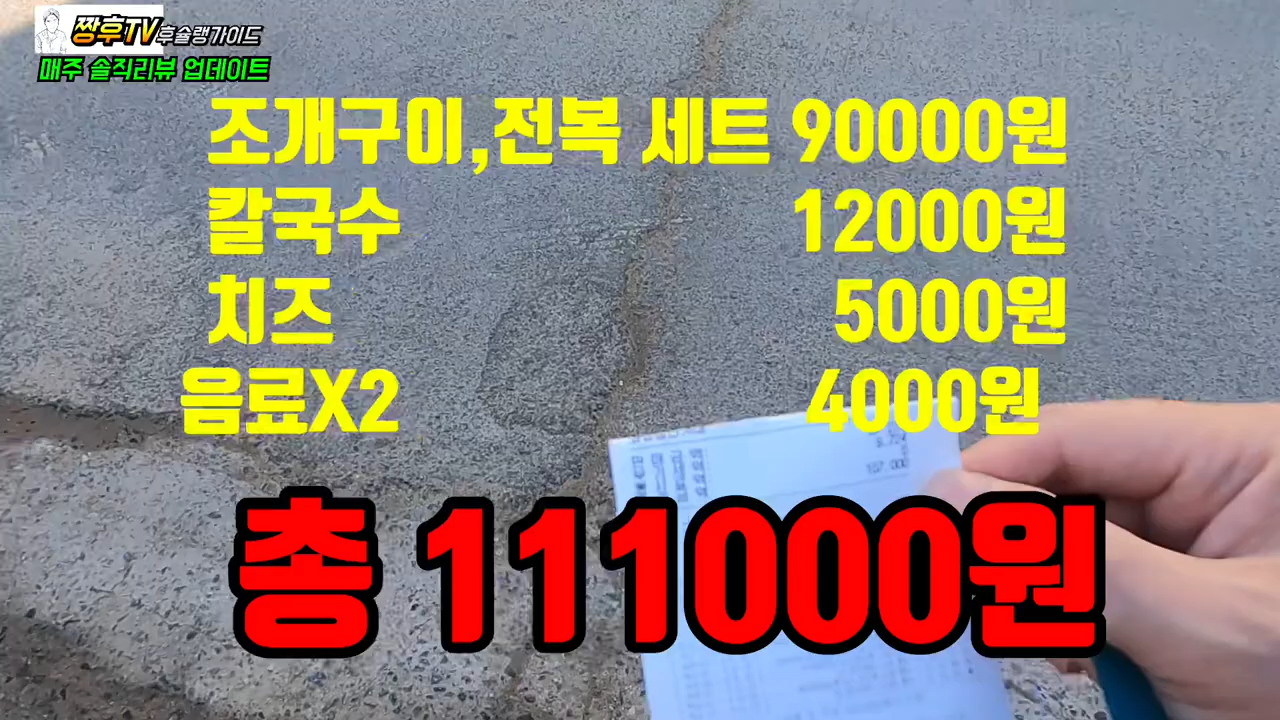 짱후TV후슐랭가이드
매주 솔직리뷰 업데이트
조개구이,전복 세트 90000원
칼국수 12000원
치즈 5000원
음료X2 4000원
107,000
총 111000원